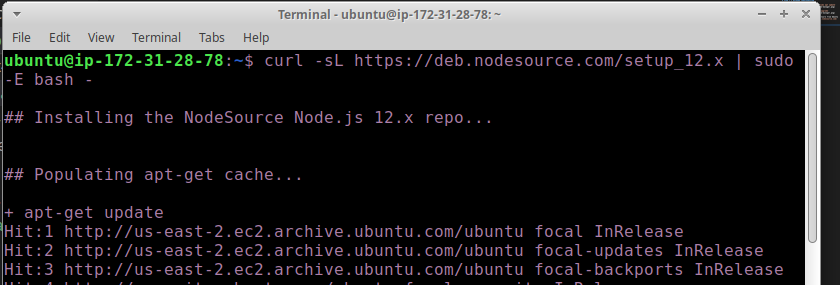 Terminal - ubuntu@ip-172-31-28-78: ~
File Edit View Terminal Tabs Help
ubuntu@ip-172-31-28-78:~$ curl -sL https://deb.nodesource.com/setup_12.x | sudo
-E bash -
## Installing the NodeSource Node.js 12.x repo...
## Populating apt-get cache...
+ apt-get update
Hit:1 http://us-east-2.ec2.archive.ubuntu.com/ubuntu focal InRelease
Hit:2 http://us-east-2.ec2.archive.ubuntu.com/ubuntu focal-updates InRelease
Hit:3 http://us-east-2.ec2.archive.ubuntu.com/ubuntu focal-backports InRelease